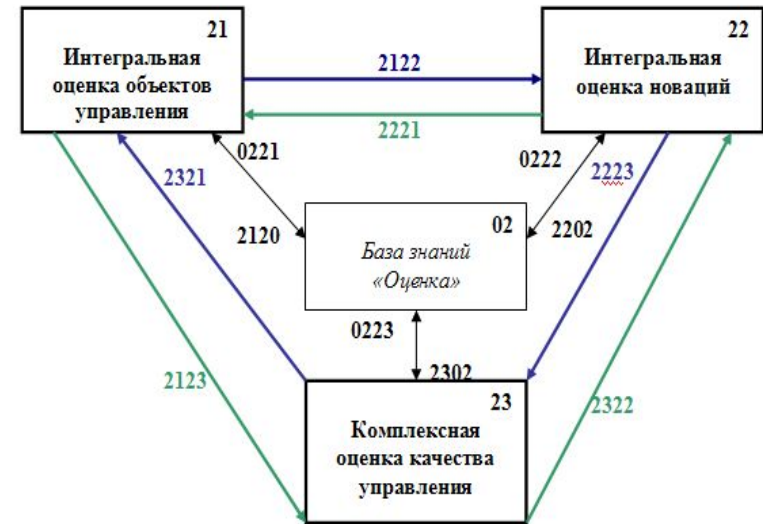 21
Интегральная
оценка объектов
управления
22
Интегральная
оценка новаций
2122
2221
0221
0222
2321
2223
2120
02
2202
База знаний
«Оценка»
0223
2302
2123
2322
23
Комплексная
оценка качества
управления